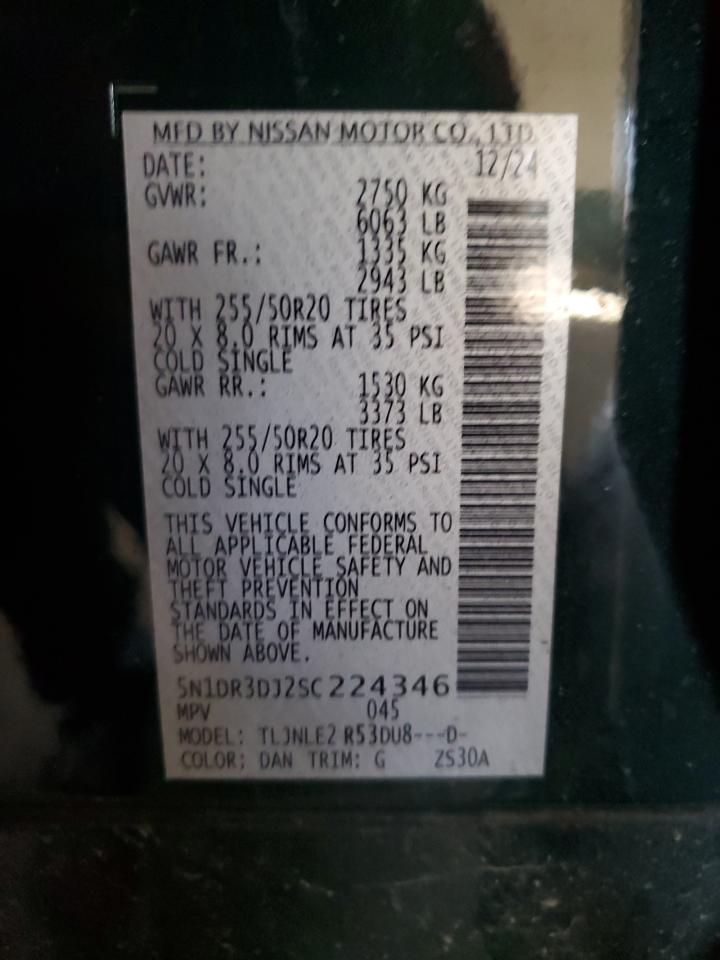 MFD BY NISSAN MOTOR CO., LTD.
DATE: 12/24
GVWR: 2750 KG
6063 LB
GAWR FR.: 1335 KG
2943 LB
WITH 255/50R20 TIRES
20 X 8.0 RIMS AT 35 PSI
COLD SINGLE
GAWR RR.: 1530 KG
3373 LB
WITH 255/50R20 TIRES
20 X 8.0 RIMS AT 35 PSI
COLD SINGLE
THIS VEHICLE CONFORMS TO
ALL APPLICABLE FEDERAL
MOTOR VEHICLE SAFETY AND
THEFT PREVENTION
STANDARDS IN EFFECT ON
THE DATE OF MANUFACTURE
SHOWN ABOVE.
5N1DR3DJ2SC224346
MPV 045
MODEL: TLJNLE2 R53DU8---D-
COLOR: DAN TRIM: G ZS30A